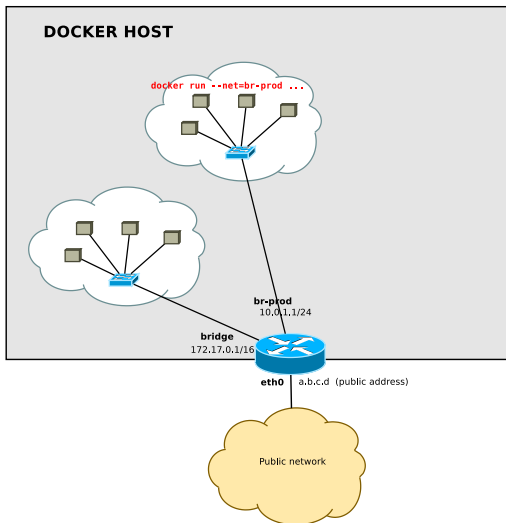 DOCKER HOST
docker run --net=br-prod ...
br-prod
10.0.1,1/24
bridge
172.17.0.1/16
eth0 a.b.c.d (public address)
Public network